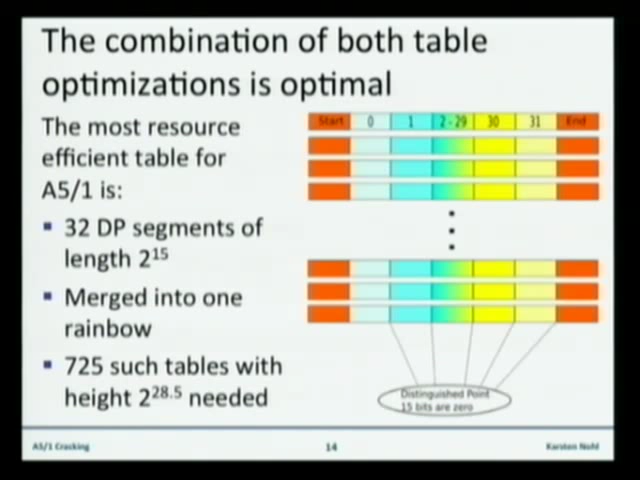 The combination of both table
optimizations is optimal
The most resource
efficient table for
A5/1 is:
▪ 32 DP segments of
length 2¹⁵
▪ Merged into one
rainbow
▪ 725 such tables with
height 2²⁸·⁵ needed
Start 0 1 2 - 29 30 31 End
Distinguished Point
15 bits are zero
A5/1 Cracking
14
Karsten Nohl